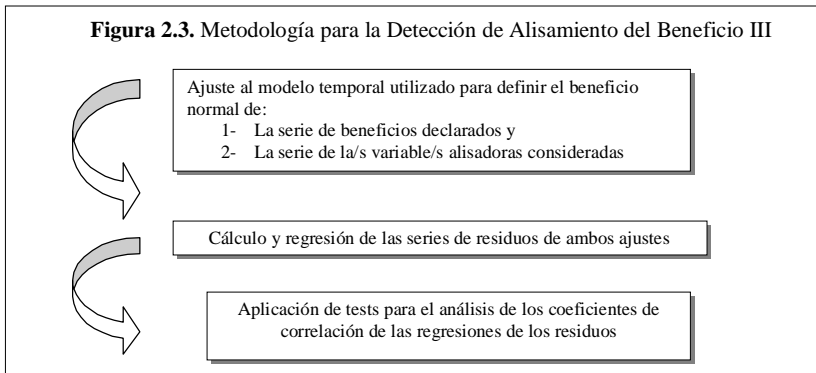 Figura 2.3. Metodología para la Detección de Alisamiento del Beneficio III
Ajuste al modelo temporal utilizado para definir el beneficio
normal de:
1- La serie de beneficios declarados y
2- La serie de la/s variable/s alisadoras consideradas
Cálculo y regresión de las series de residuos de ambos ajustes
Aplicación de tests para el análisis de los coeficientes de
correlación de las regresiones de los residuos